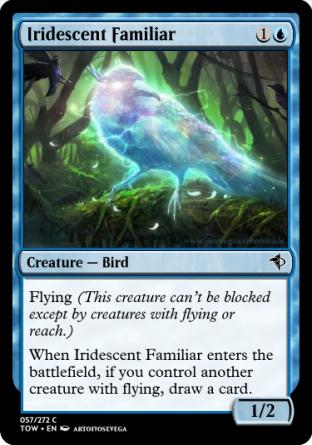 Iridescent Familiar 1
Creature — Bird
Flying (This creature can't be blocked
except by creatures with flying or
reach.)
When Iridescent Familiar enters the
battlefield, if you control another
creature with flying, draw a card.
1/2
057/272 C
TOW • EN ARTOFJOSEVEGA